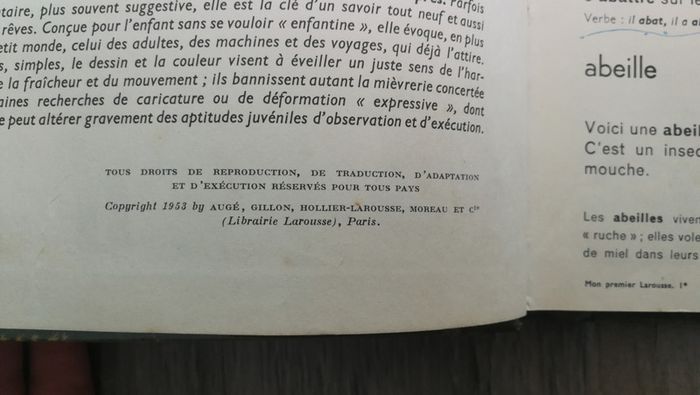 Parfois
ntaire, plus souvent suggestive, elle est la clé d'un savoir tout neuf et aussi
rêves. Conçue pour l'enfant sans se vouloir « enfantine », elle évoque, en plus
etit monde, celui des adultes, des machines et des voyages, qui déjà l'attire.
s, simples, le dessin et la couleur visent à éveiller un juste sens de l'har-
e la fraîcheur et du mouvement ; ils bannissent autant la mièvrerie concertée
aines recherches de caricature ou de déformation « expressive », dont
e peut altérer gravement des aptitudes juvéniles d'observation et d'exécution.
TOUS DROITS DE REPRODUCTION, DE TRADUCTION, D'ADAPTATION
ET D'EXÉCUTION RÉSERVÉS POUR TOUS PAYS
Copyright 1953 by AUGÉ, GILLON, HOLLIER-LAROUSSE, MOREAU ET Cie
(Librairie Larousse), Paris.
Verbe : il abat, il a a
abeille
Voici une abeil
C'est un insec
mouche.
Les abeilles viven
« ruche » ; elles vole
de miel dans leurs
Mon premier Larousse. 1*